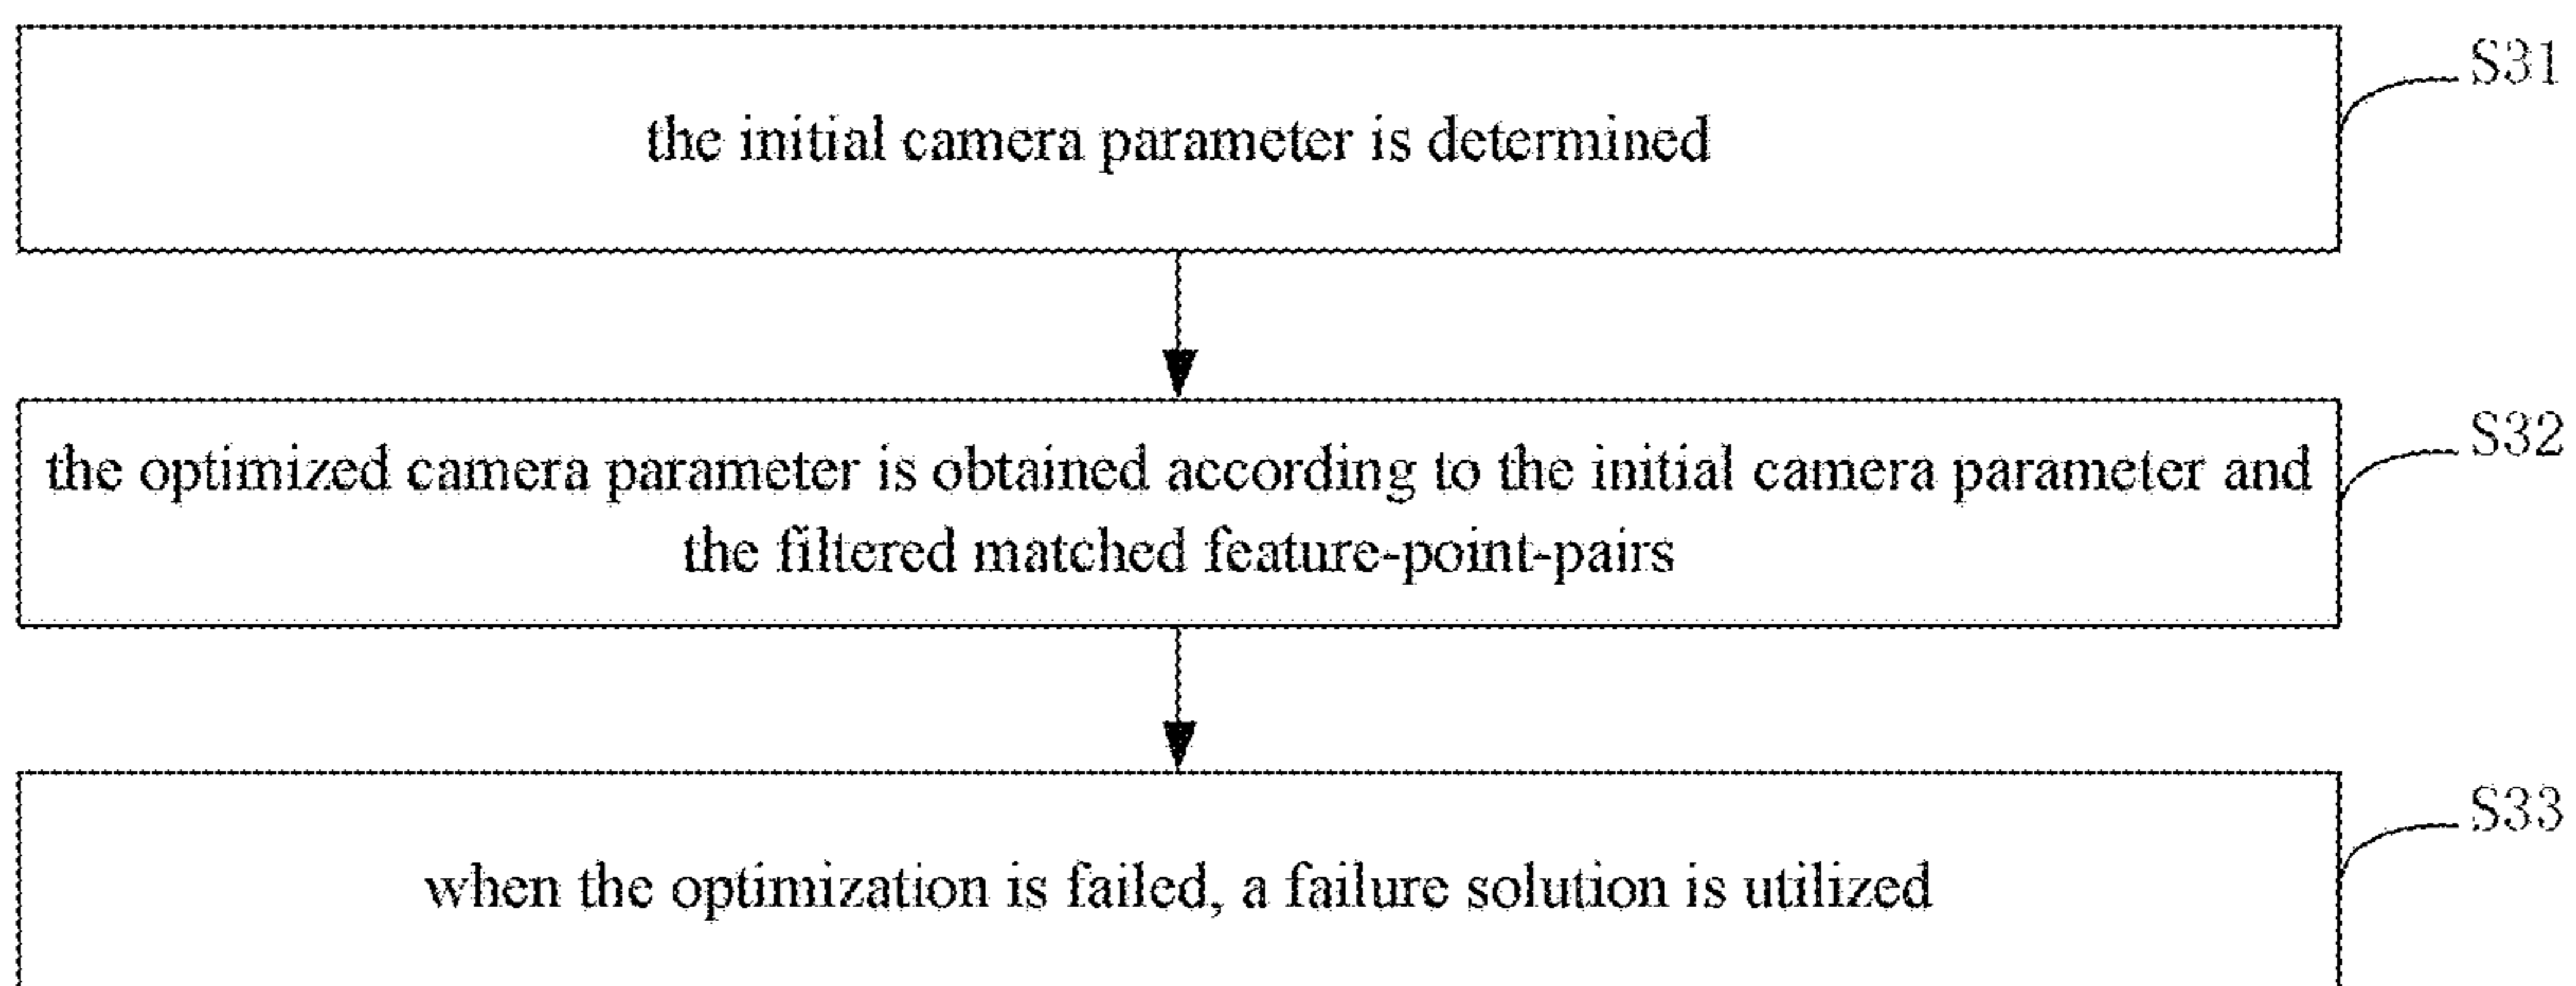 the initial camera parameter is determined
S31
the optimized camera parameter is obtained according to the initial camera parameter and
the filtered matched feature-point-pairs
S32
when the optimization is failed, a failure solution is utilized
S33